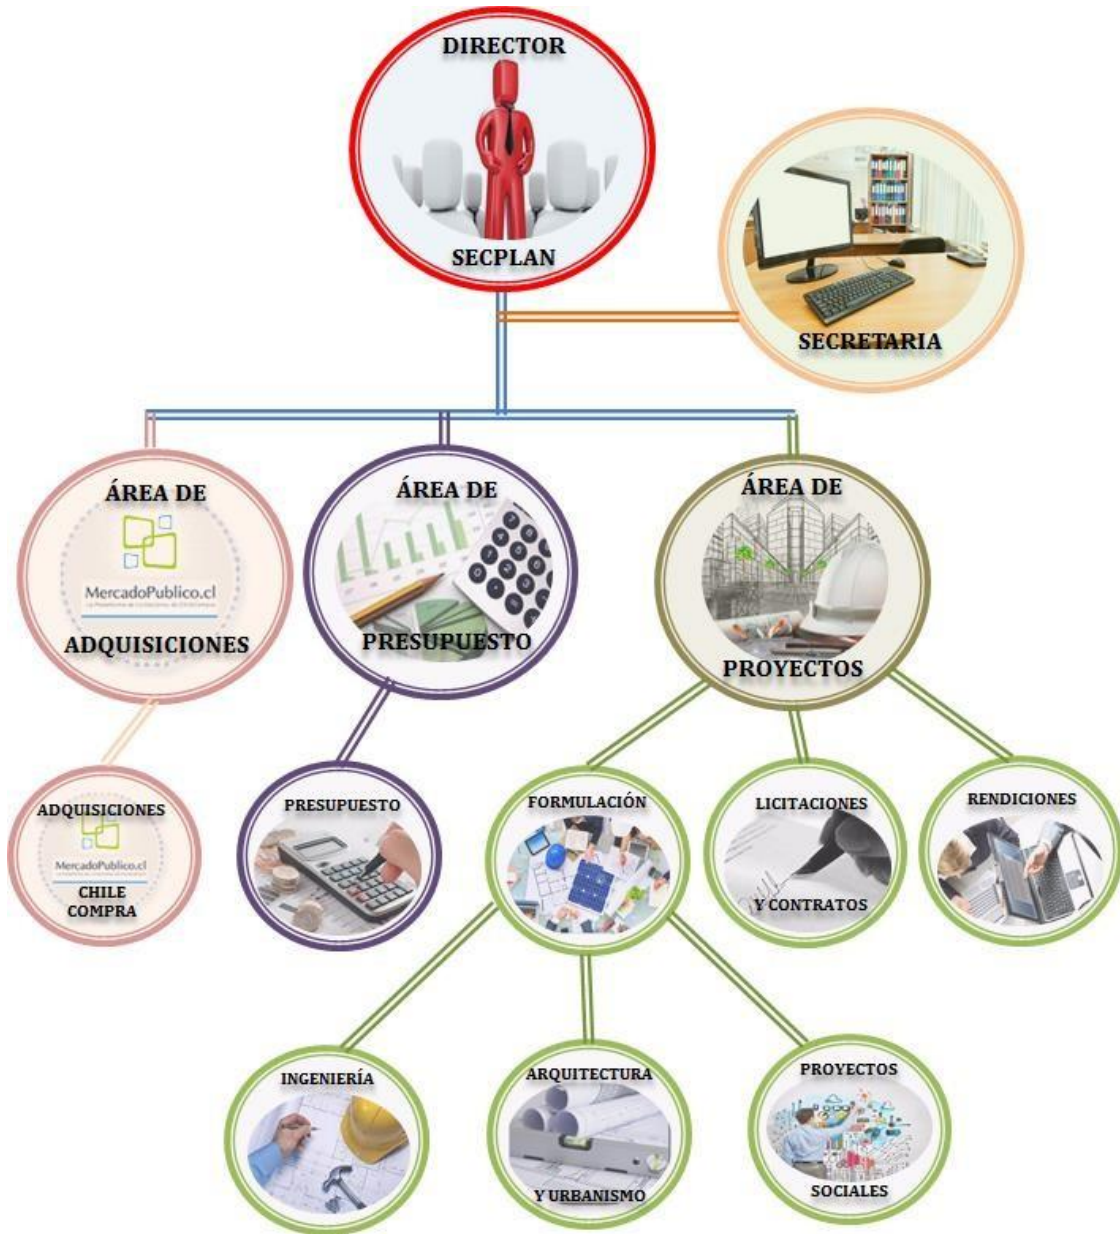 DIRECTOR
SECPLAN
SECRETARIA
ÁREA DE
MercadoPublico.cl
ADQUISICIONES
ÁREA DE
PRESUPUESTO
ÁREA DE
PROYECTOS
ADQUISICIONES
MercadoPublico.cl
CHILE
COMPRA
PRESUPUESTO
FORMULACIÓN
LICITACIONES
Y CONTRATOS
RENDICIONES
INGENIERÍA
ARQUITECTURA
Y URBANISMO
PROYECTOS
SOCIALES